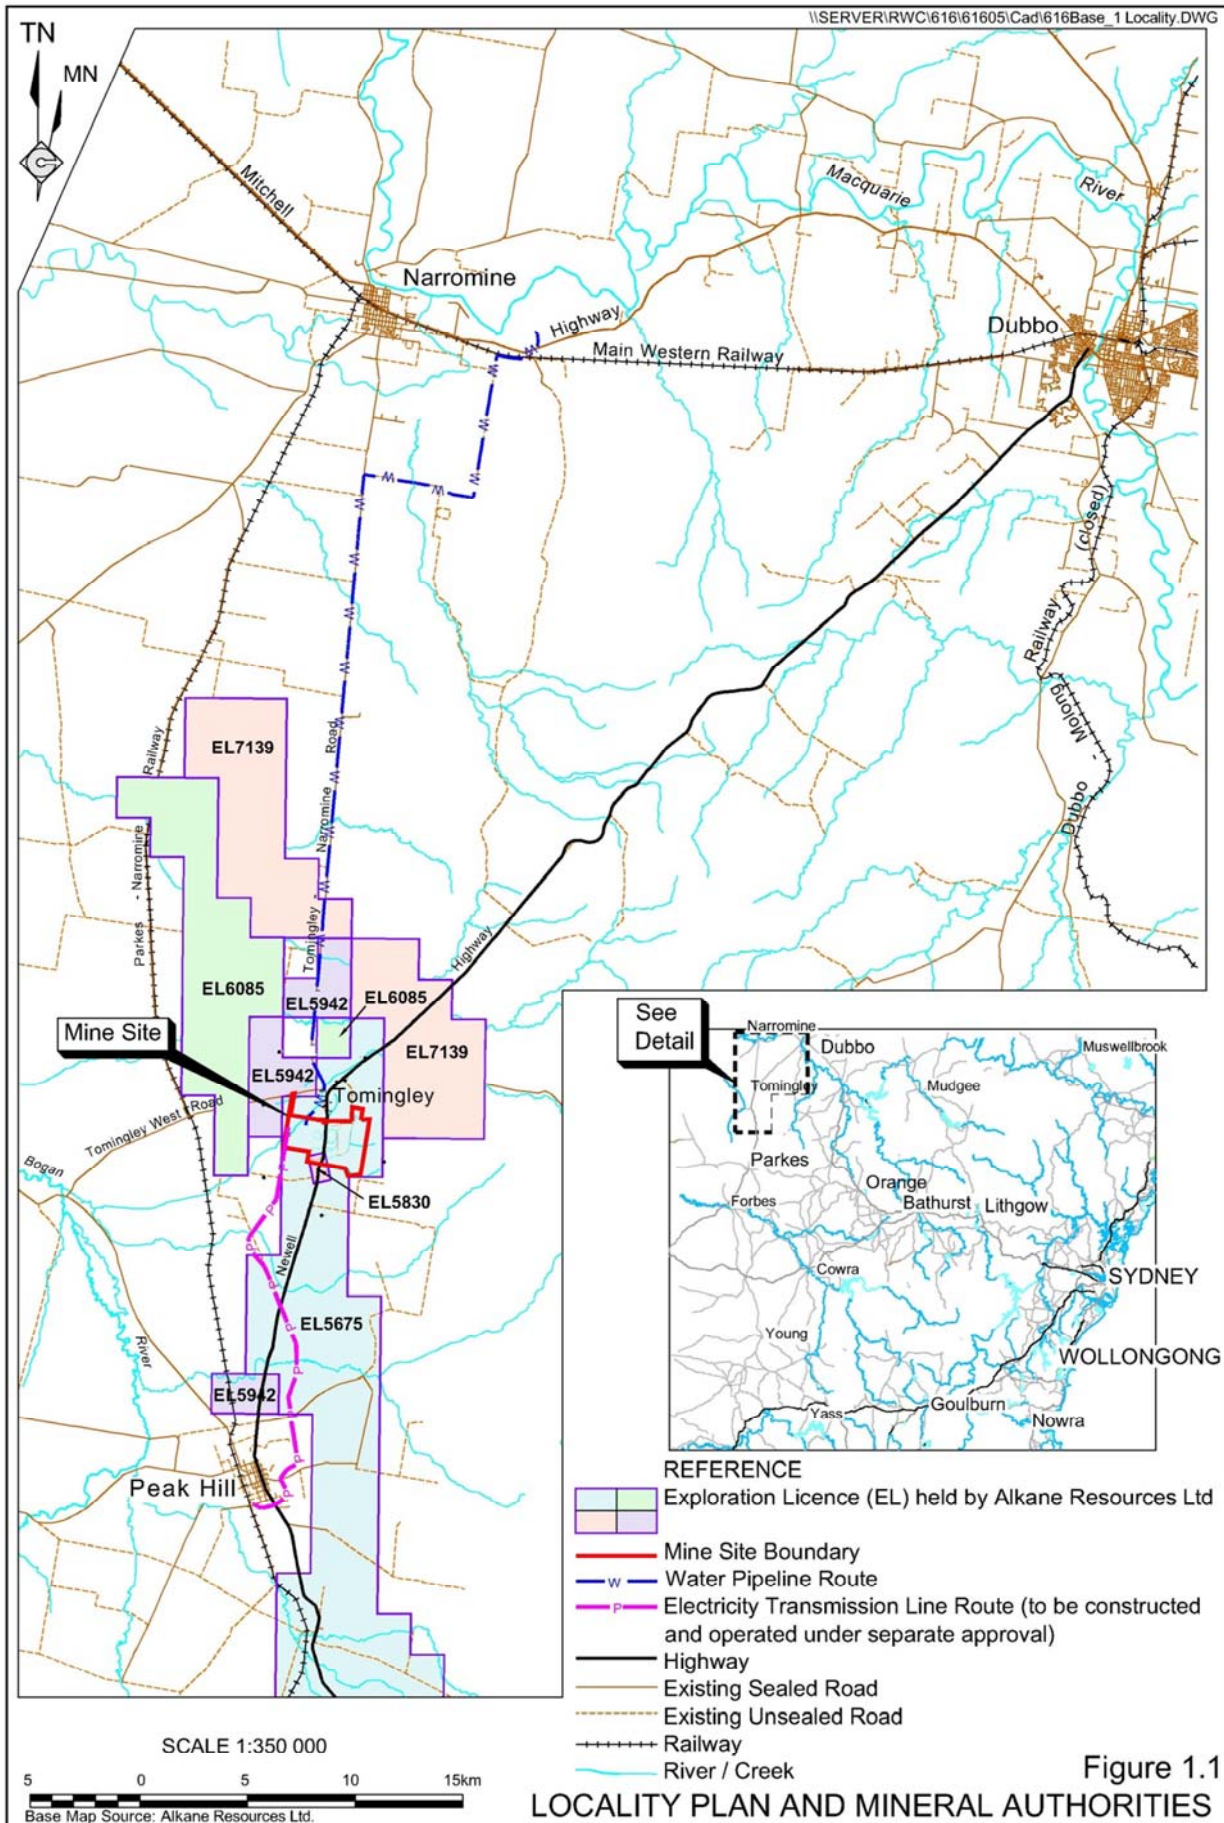 \\SERVER\RWC\616\61605\Cad\616Base_1 Locality.DWG
TN
MN
Mitchell
Macquarie
River
Narromine
Highway
Dubbo
Main Western Railway
(closed)
Railway
Molong -
Dubbo
Road
Narromine
Tomingley -
Railway
Parkes - Narromine
EL7139
EL6085
EL5942
EL6085
Highway
Mine Site
EL7139
EL5942
Tomingley
Tomingley West Road
Bogan
River
EL5830
Newell
EL5675
EL5942
Peak Hill
See
Detail
Narromine
Dubbo
Muswellbrook
Tomingley
Mudgee
Parkes
Orange
Forbes
Bathurst
Lithgow
Cowra
SYDNEY
Young
WOLLONGONG
Goulburn
Yass
Nowra
REFERENCE
Exploration Licence (EL) held by Alkane Resources Ltd
Mine Site Boundary
W Water Pipeline Route
P Electricity Transmission Line Route (to be constructed
and operated under separate approval)
Highway
Existing Sealed Road
Existing Unsealed Road
Railway
River / Creek
SCALE 1:350 000
5 0 5 10 15km
Base Map Source: Alkane Resources Ltd.
Figure 1.1
LOCALITY PLAN AND MINERAL AUTHORITIES